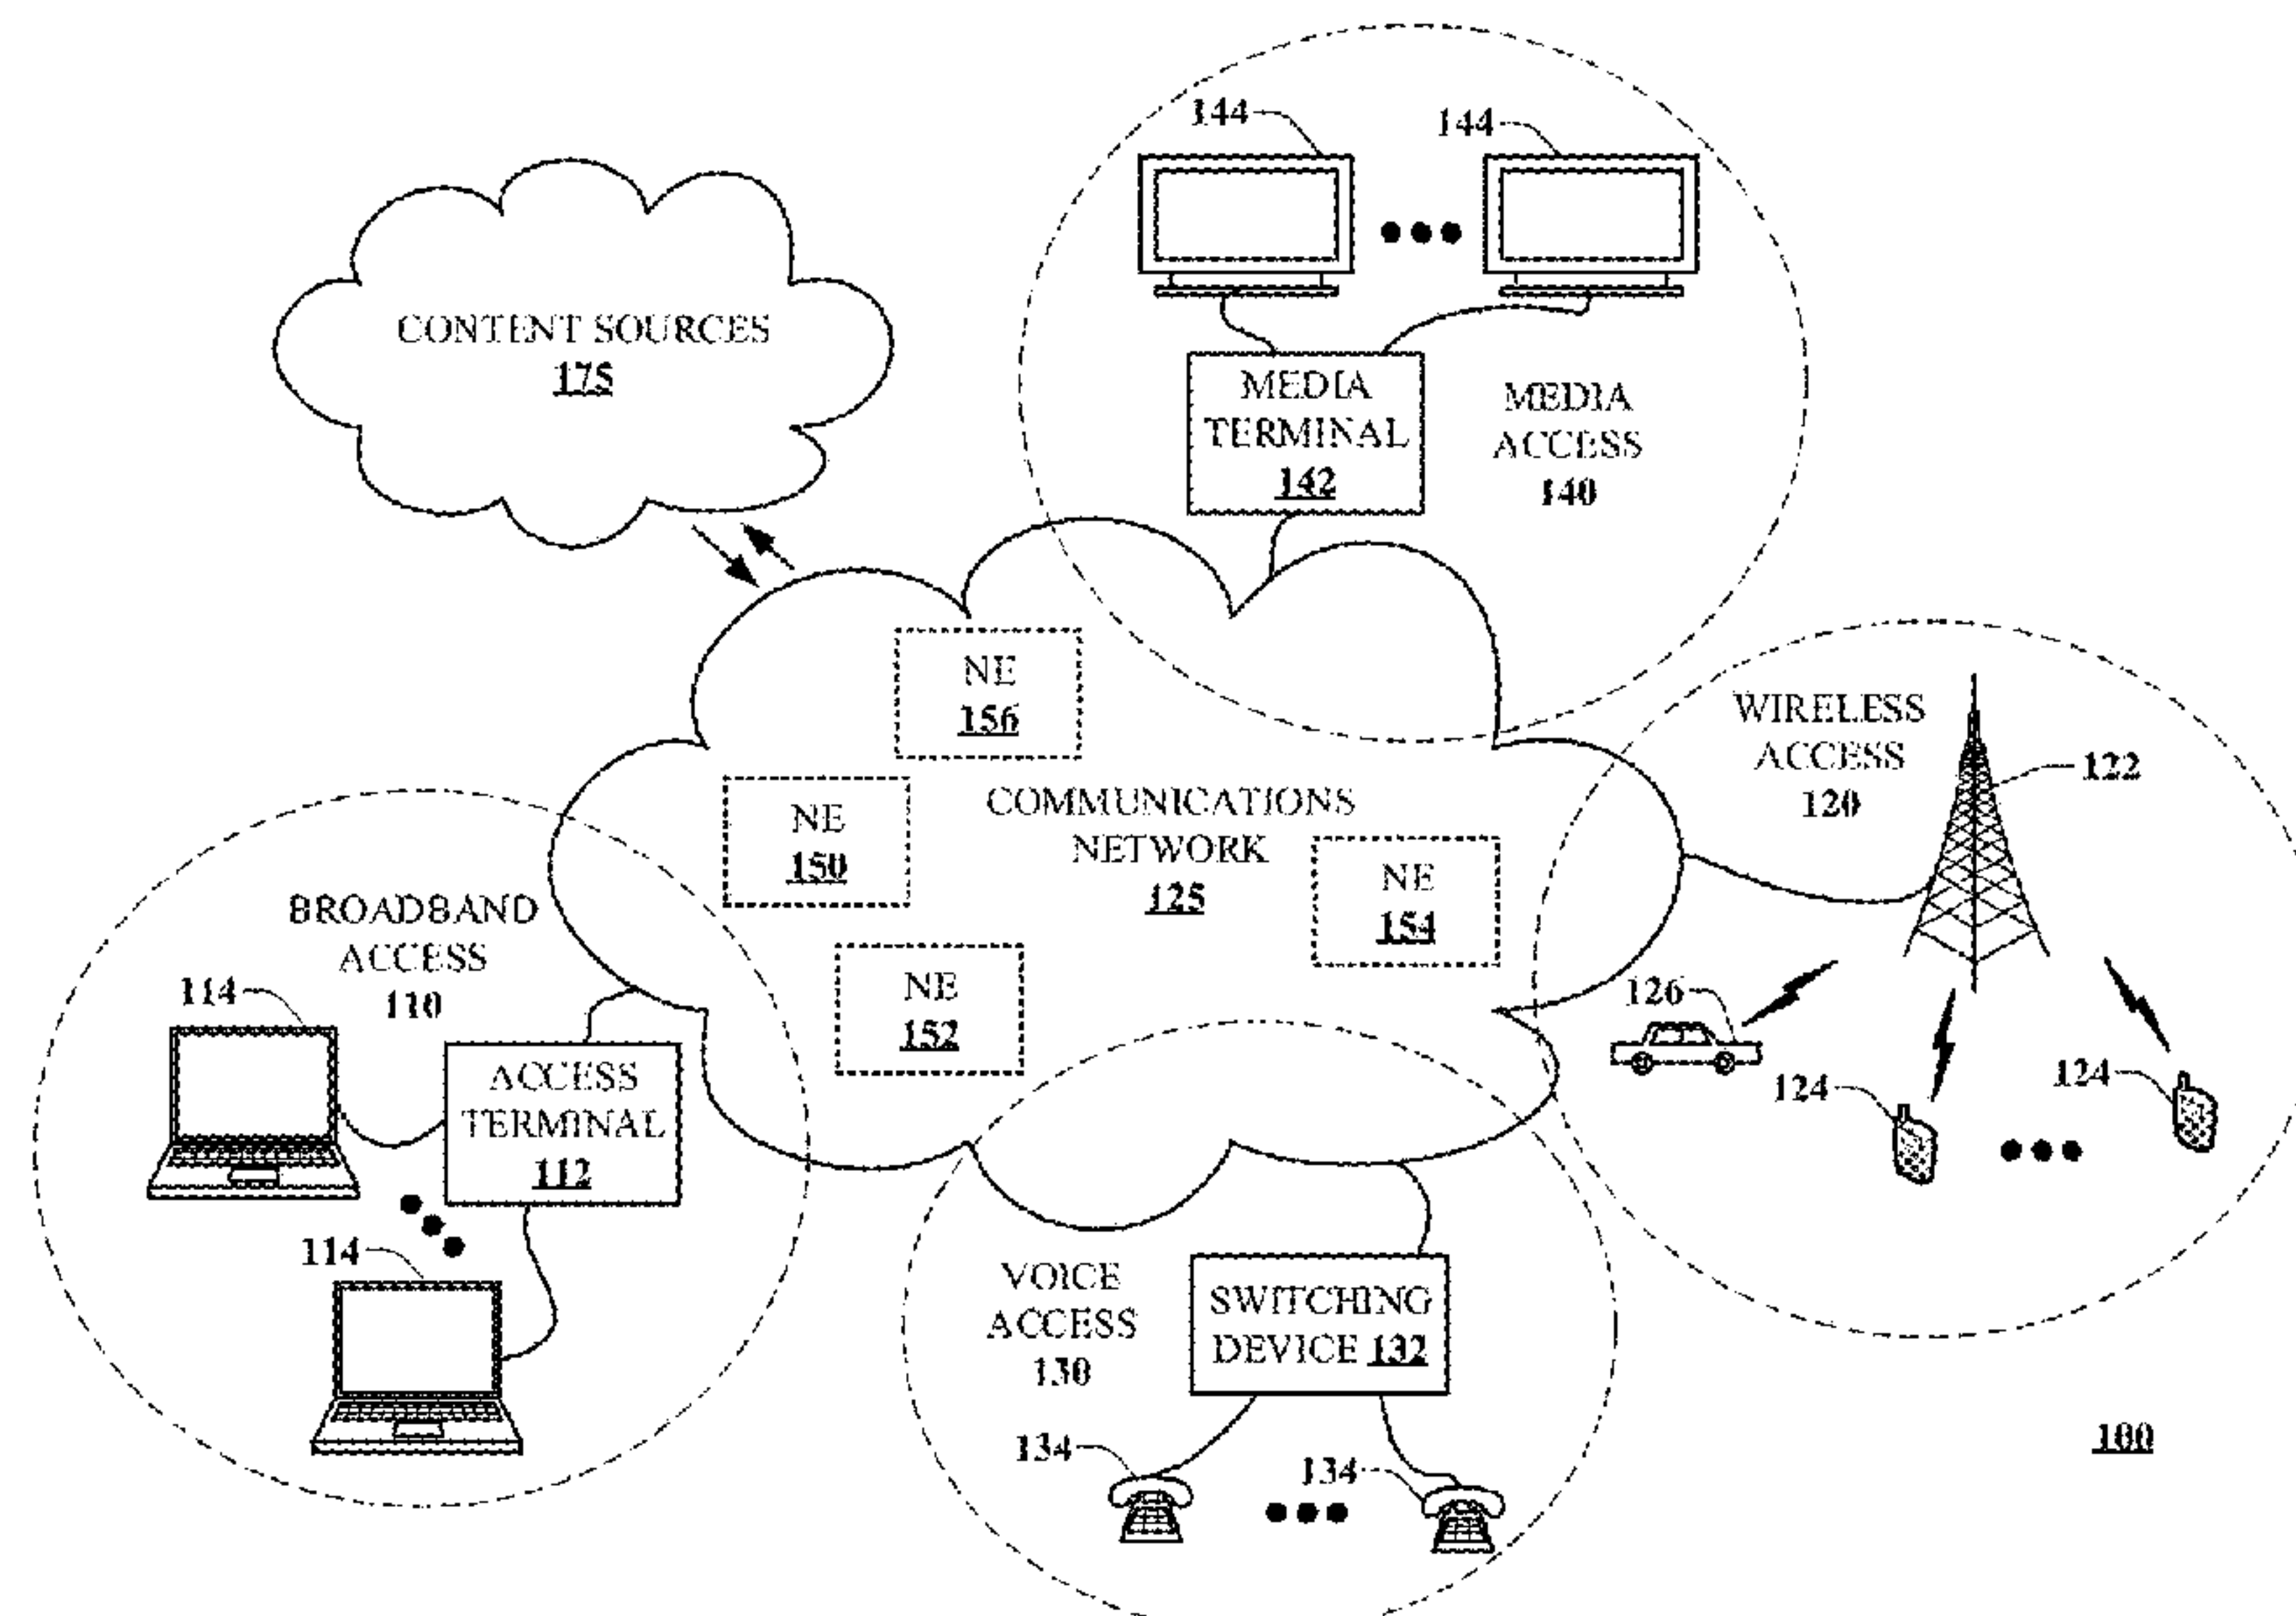 144
144
CONTENT SOURCES
175
MEDIA
TERMINAL
142
MEDIA
ACCESS
140
NE
156
WIRELESS
ACCESS
120
122
NE
150
COMMUNICATIONS
NETWORK
125
NE
154
BROADBAND
ACCESS
110
114
NE
152
126
ACCESS
TERMINAL
112
124
124
114
VOICE
ACCESS
130
SWITCHING
DEVICE 132
134
134
100